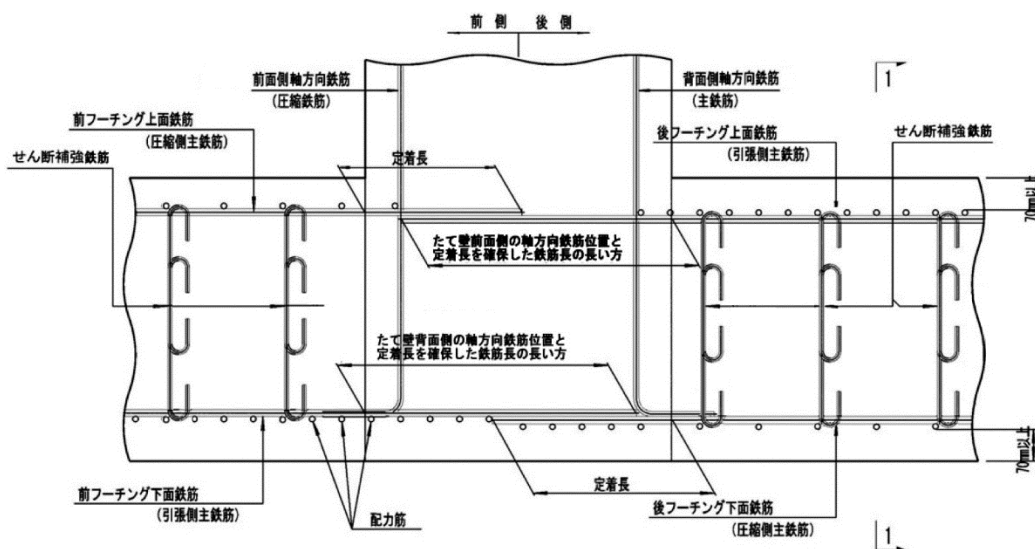 前側 後側
前面側軸方向鉄筋
(圧縮鉄筋)
背面側軸方向鉄筋
(主鉄筋)
1
前フーチング上面鉄筋
(圧縮側主鉄筋)
後フーチング上面鉄筋
(引張側主鉄筋)
せん断補強鉄筋
定着長
せん断補強鉄筋
70mm以上
たて壁前面側の軸方向鉄筋位置と
定着長を確保した鉄筋長の長い方
たて壁背面側の軸方向鉄筋位置と
定着長を確保した鉄筋長の長い方
70mm以上
前フーチング下面鉄筋
(引張側主鉄筋)
配力筋
定着長
後フーチング下面鉄筋
(圧縮側主鉄筋)
1